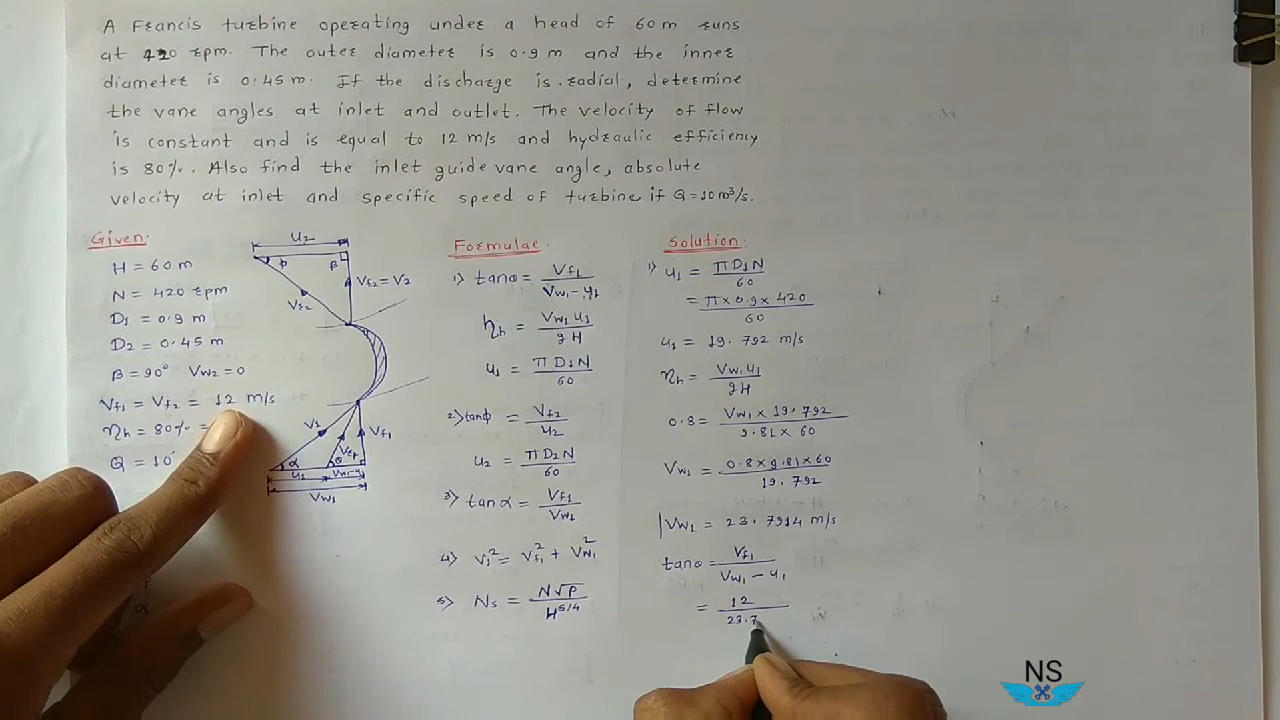 A Francis turbine operating under a head of 60 m runs
at 420 rpm. The outer diameter is 0.9 m and the inner
diameter is 0.45 m. If the discharge is radial, determine
the vane angles at inlet and outlet. The velocity of flow
is constant and is equal to 12 m/s and hydraulic efficiency
is 80%. Also find the inlet guide vane angle, absolute
velocity at inlet and specific speed of turbine if Q=10 m³/s.
Given:
H = 60 m
N = 420 rpm
D1 = 0.9 m
D2 = 0.45 m
β = 90° Vw2 = 0
Vf1 = Vf2 = 12 m/s
ηh = 80% =
Q = 10
u2
ϕ β
Vf2 = V2
Vr2
V1 Vf1
Vr1
α θ
u1 Vw1-u1
Vw1
Formulae:
1) tanθ = Vf1 / Vw1 - u1
ηh = Vw1 u1 / gH
u1 = πD1N / 60
2) tanϕ = Vf2 / u2
u2 = πD2N / 60
3) tanα = Vf1 / Vw1
4) V1² = Vf1² + Vw1²
5) Ns = N√P / H^5/4
Solution:
1) u1 = πD1N / 60
= π×0.9×420 / 60
u1 = 19.792 m/s
ηh = Vw1 u1 / gH
0.8 = Vw1 × 19.792 / 9.81 × 60
Vw1 = 0.8×9.81×60 / 19.792
Vw1 = 23.7914 m/s
tanθ = Vf1 / Vw1 - u1
= 12 / 23.7
NS